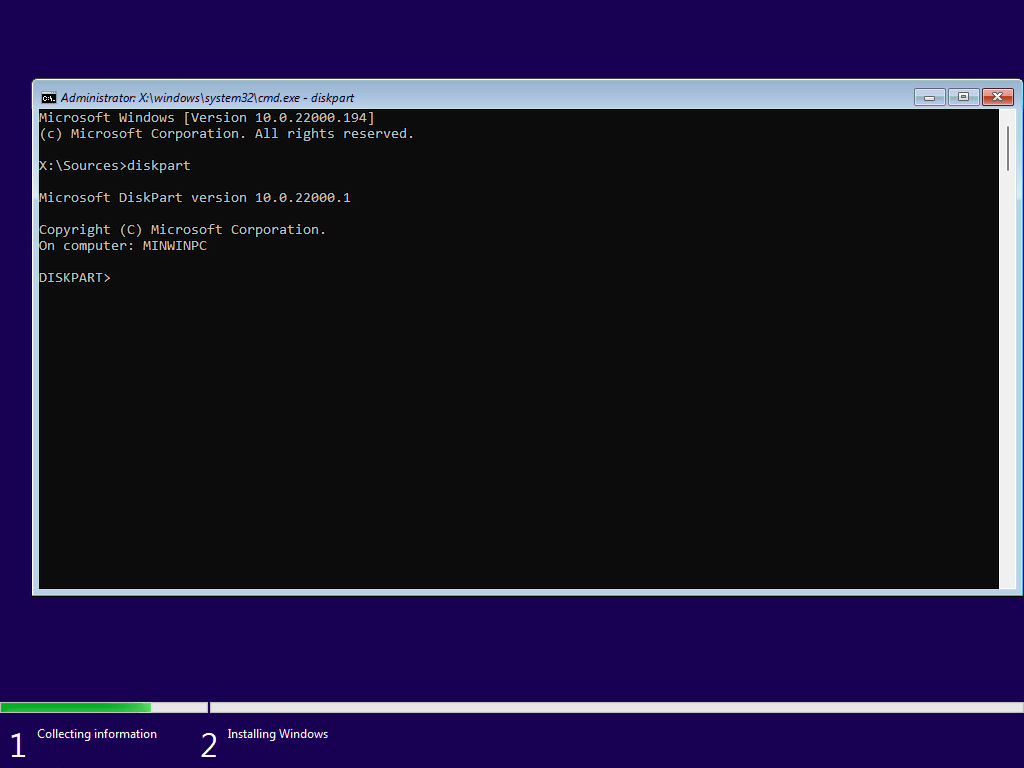 Administrator: X:\windows\system32\cmd.exe - diskpart
Microsoft Windows [Version 10.0.22000.194]
(c) Microsoft Corporation. All rights reserved.
X:\Sources>diskpart
Microsoft DiskPart version 10.0.22000.1
Copyright (C) Microsoft Corporation.
On computer: MINWINPC
DISKPART>
1 Collecting information
2 Installing Windows